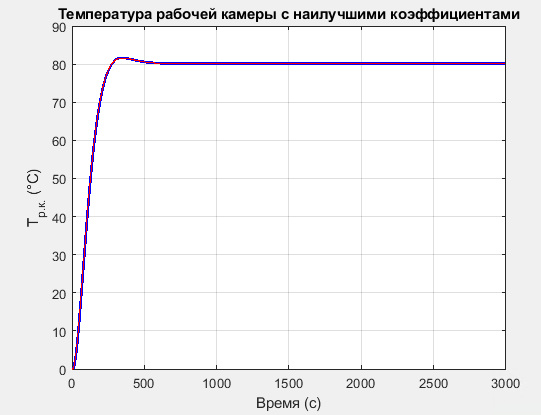 Температура рабочей камеры с наилучшими коэффициентами
90
80
70
60
50
40
30
20
10
0
T р.к. (°C)
0 500 1000 1500 2000 2500 3000
Время (с)